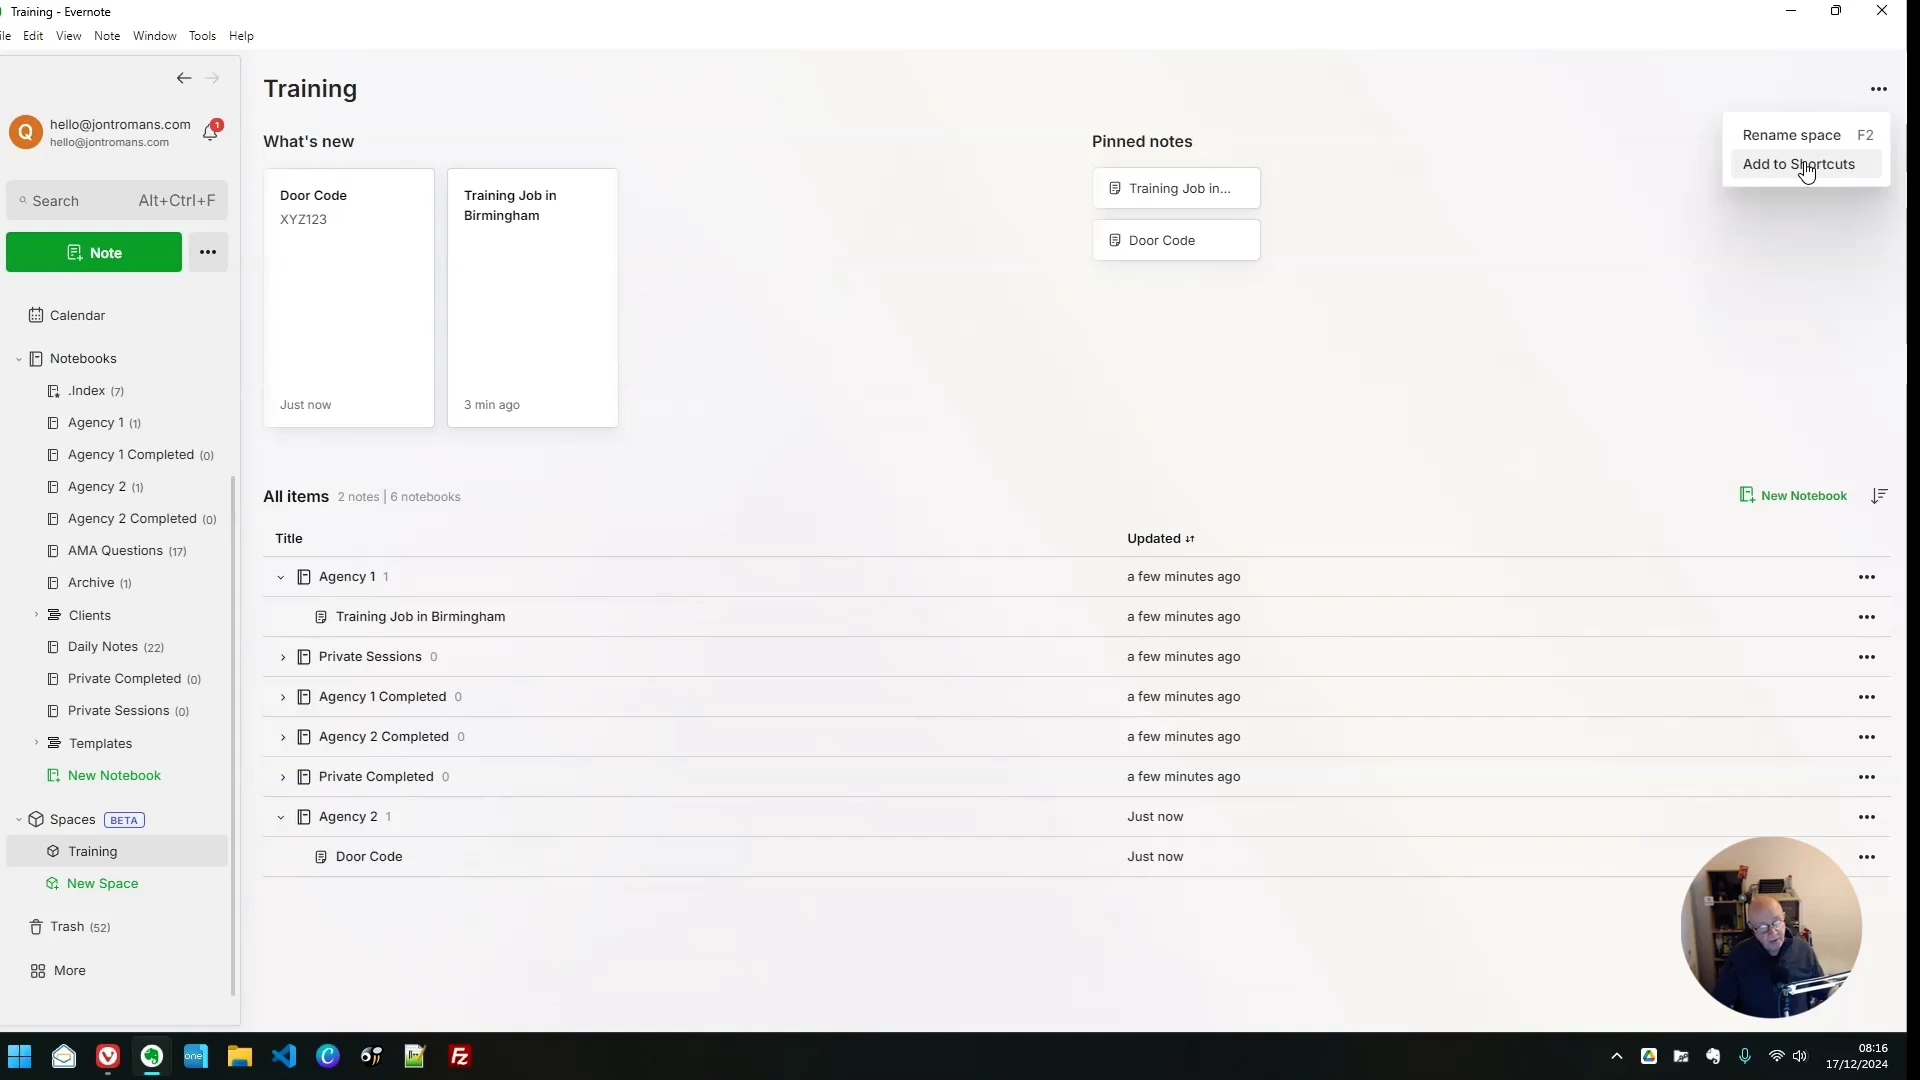 Training - Evernote
ile Edit View Note Window Tools Help
Q
hello@jontromans.com
hello@jontromans.com
1
Search Alt+Ctrl+F
Note
Calendar
Notebooks
.Index (7)
Agency 1 (1)
Agency 1 Completed (0)
Agency 2 (1)
Agency 2 Completed (0)
AMA Questions (17)
Archive (1)
Clients
Daily Notes (22)
Private Completed (0)
Private Sessions (0)
Templates
New Notebook
Spaces BETA
Training
New Space
Trash (52)
More
Training
What's new
Door Code
XYZ123
Just now
Training Job in
Birmingham
3 min ago
Pinned notes
Training Job in...
Door Code
Rename space F2
Add to Shortcuts
All items 2 notes | 6 notebooks
New Notebook
Title Updated
Agency 1 1 a few minutes ago
Training Job in Birmingham a few minutes ago
Private Sessions 0 a few minutes ago
Agency 1 Completed 0 a few minutes ago
Agency 2 Completed 0 a few minutes ago
Private Completed 0 a few minutes ago
Agency 2 1 Just now
Door Code Just now
one
Fz
08:16
17/12/2024